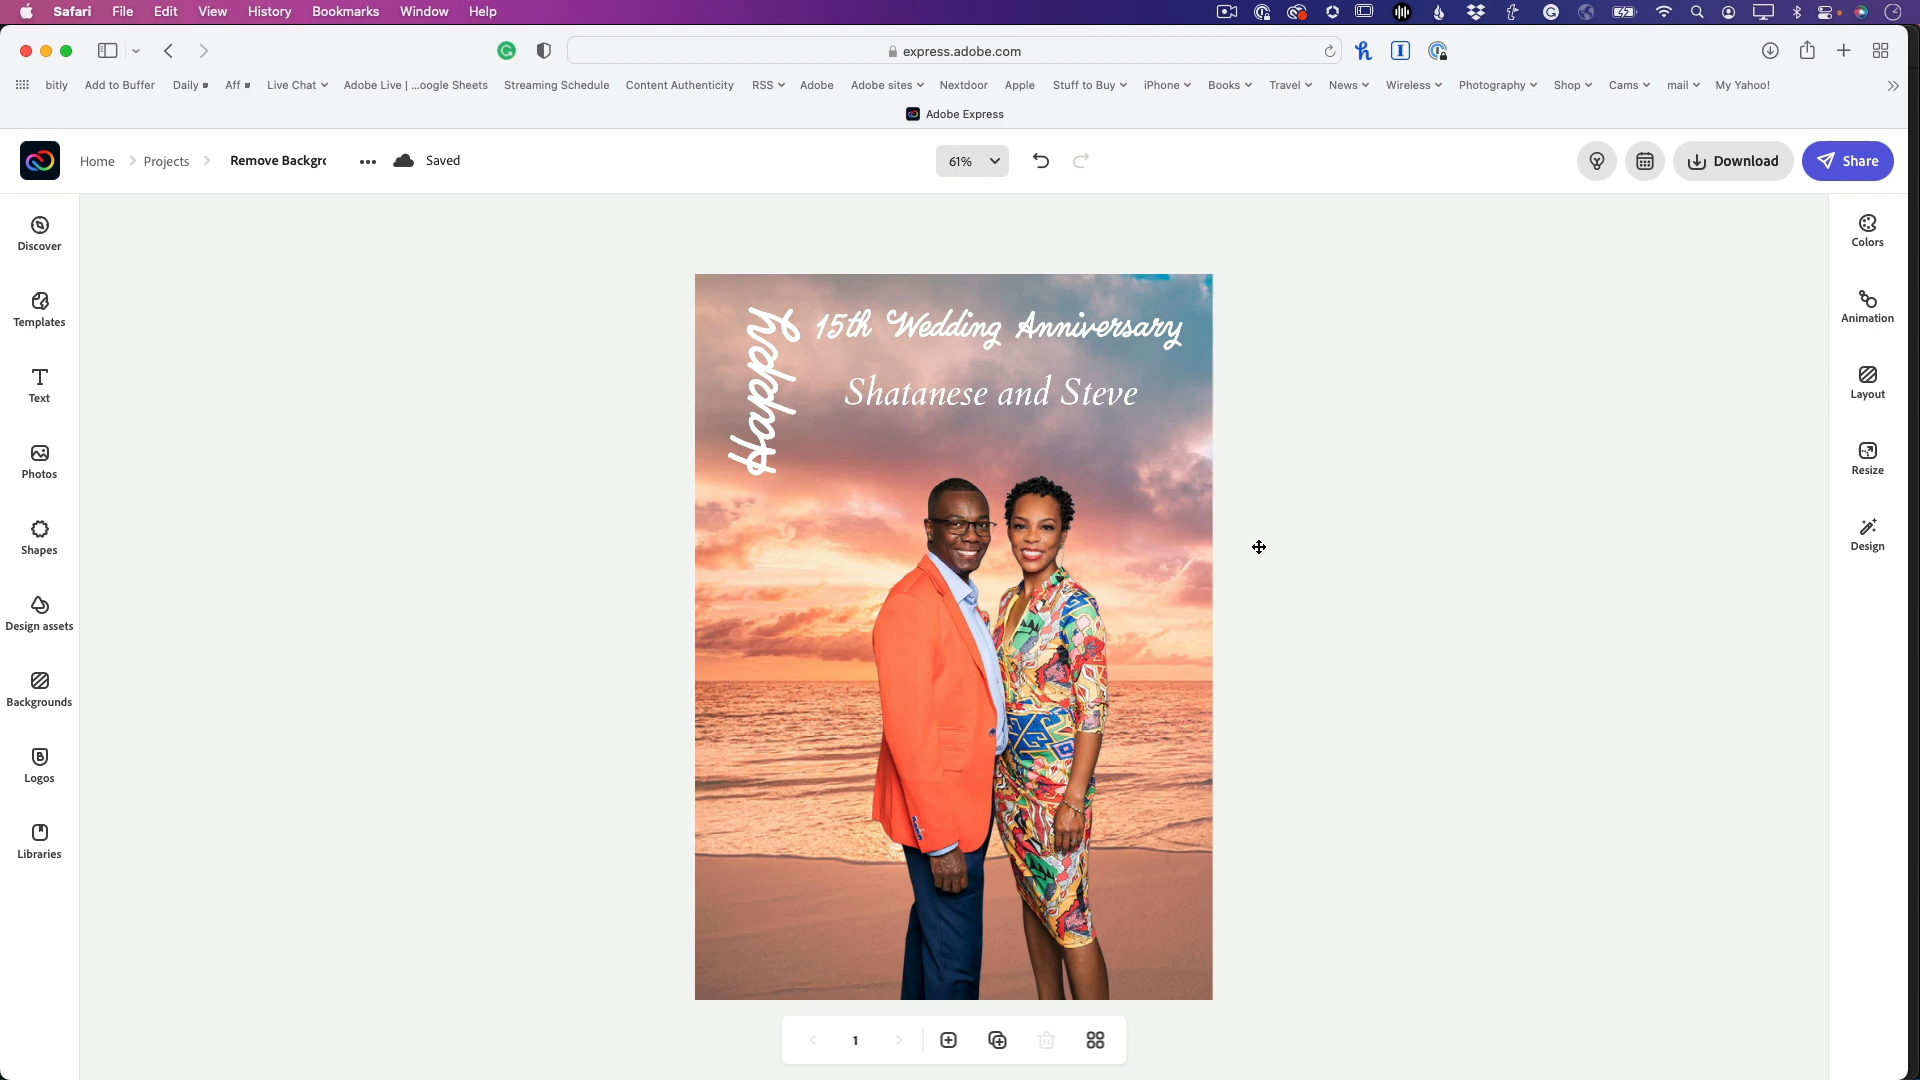 Safari File Edit View History Bookmarks Window Help
express.adobe.com
bitly Add to Buffer Daily Aff Live Chat Adobe Live | ...oogle Sheets Streaming Schedule Content Authenticity RSS Adobe Adobe sites Nextdoor Apple Stuff to Buy iPhone Books Travel News Wireless Photography Shop Cams mail My Yahoo!
Adobe Express
Home Projects Remove Backgrc Saved 61% Download Share
Discover
Templates
Text
Photos
Shapes
Design assets
Backgrounds
Logos
Libraries
Happy
15th Wedding Anniversary
Shatanese and Steve
Colors
Animation
Layout
Resize
Design
1